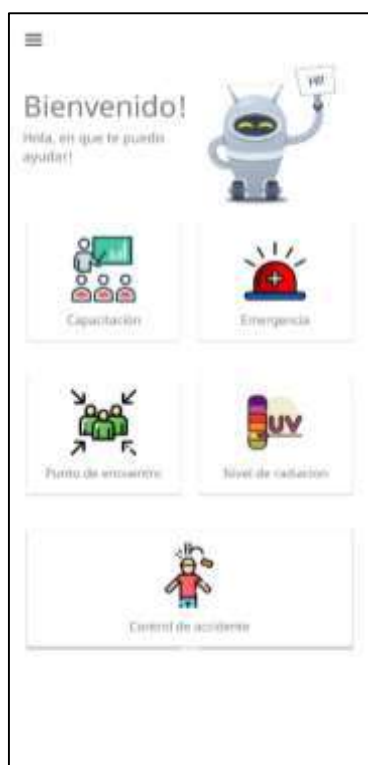 HI!
Bienvenido!
Hola, en que te puedo
ayudar!
Capacitación
Emergencia
Punto de encuentro
Nivel de radiacion
UV
Control de accidente